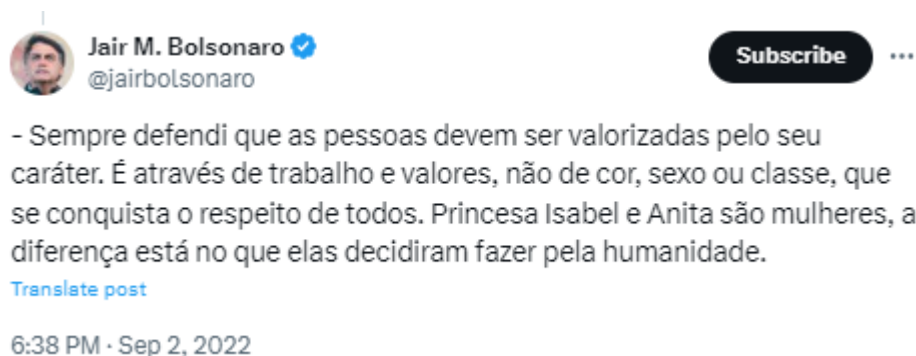 Jair M. Bolsonaro
@jairbolsonaro
Subscribe
- Sempre defendi que as pessoas devem ser valorizadas pelo seu
caráter. É através de trabalho e valores, não de cor, sexo ou classe, que
se conquista o respeito de todos. Princesa Isabel e Anita são mulheres, a
diferença está no que elas decidiram fazer pela humanidade.
Translate post
6:38 PM · Sep 2, 2022